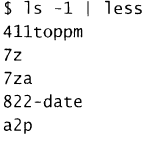 $ ls -1 | less
411toppm
7z
7za
822-date
a2p